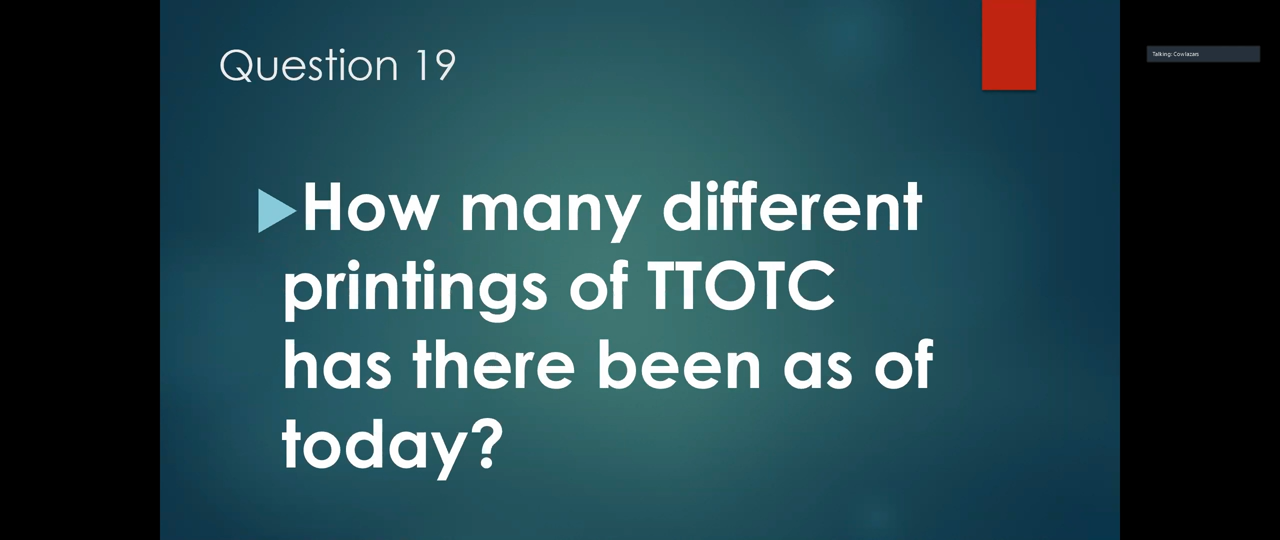 Question 19
Talking: Cowlazars
How many different
printings of TTOTC
has there been as of
today?